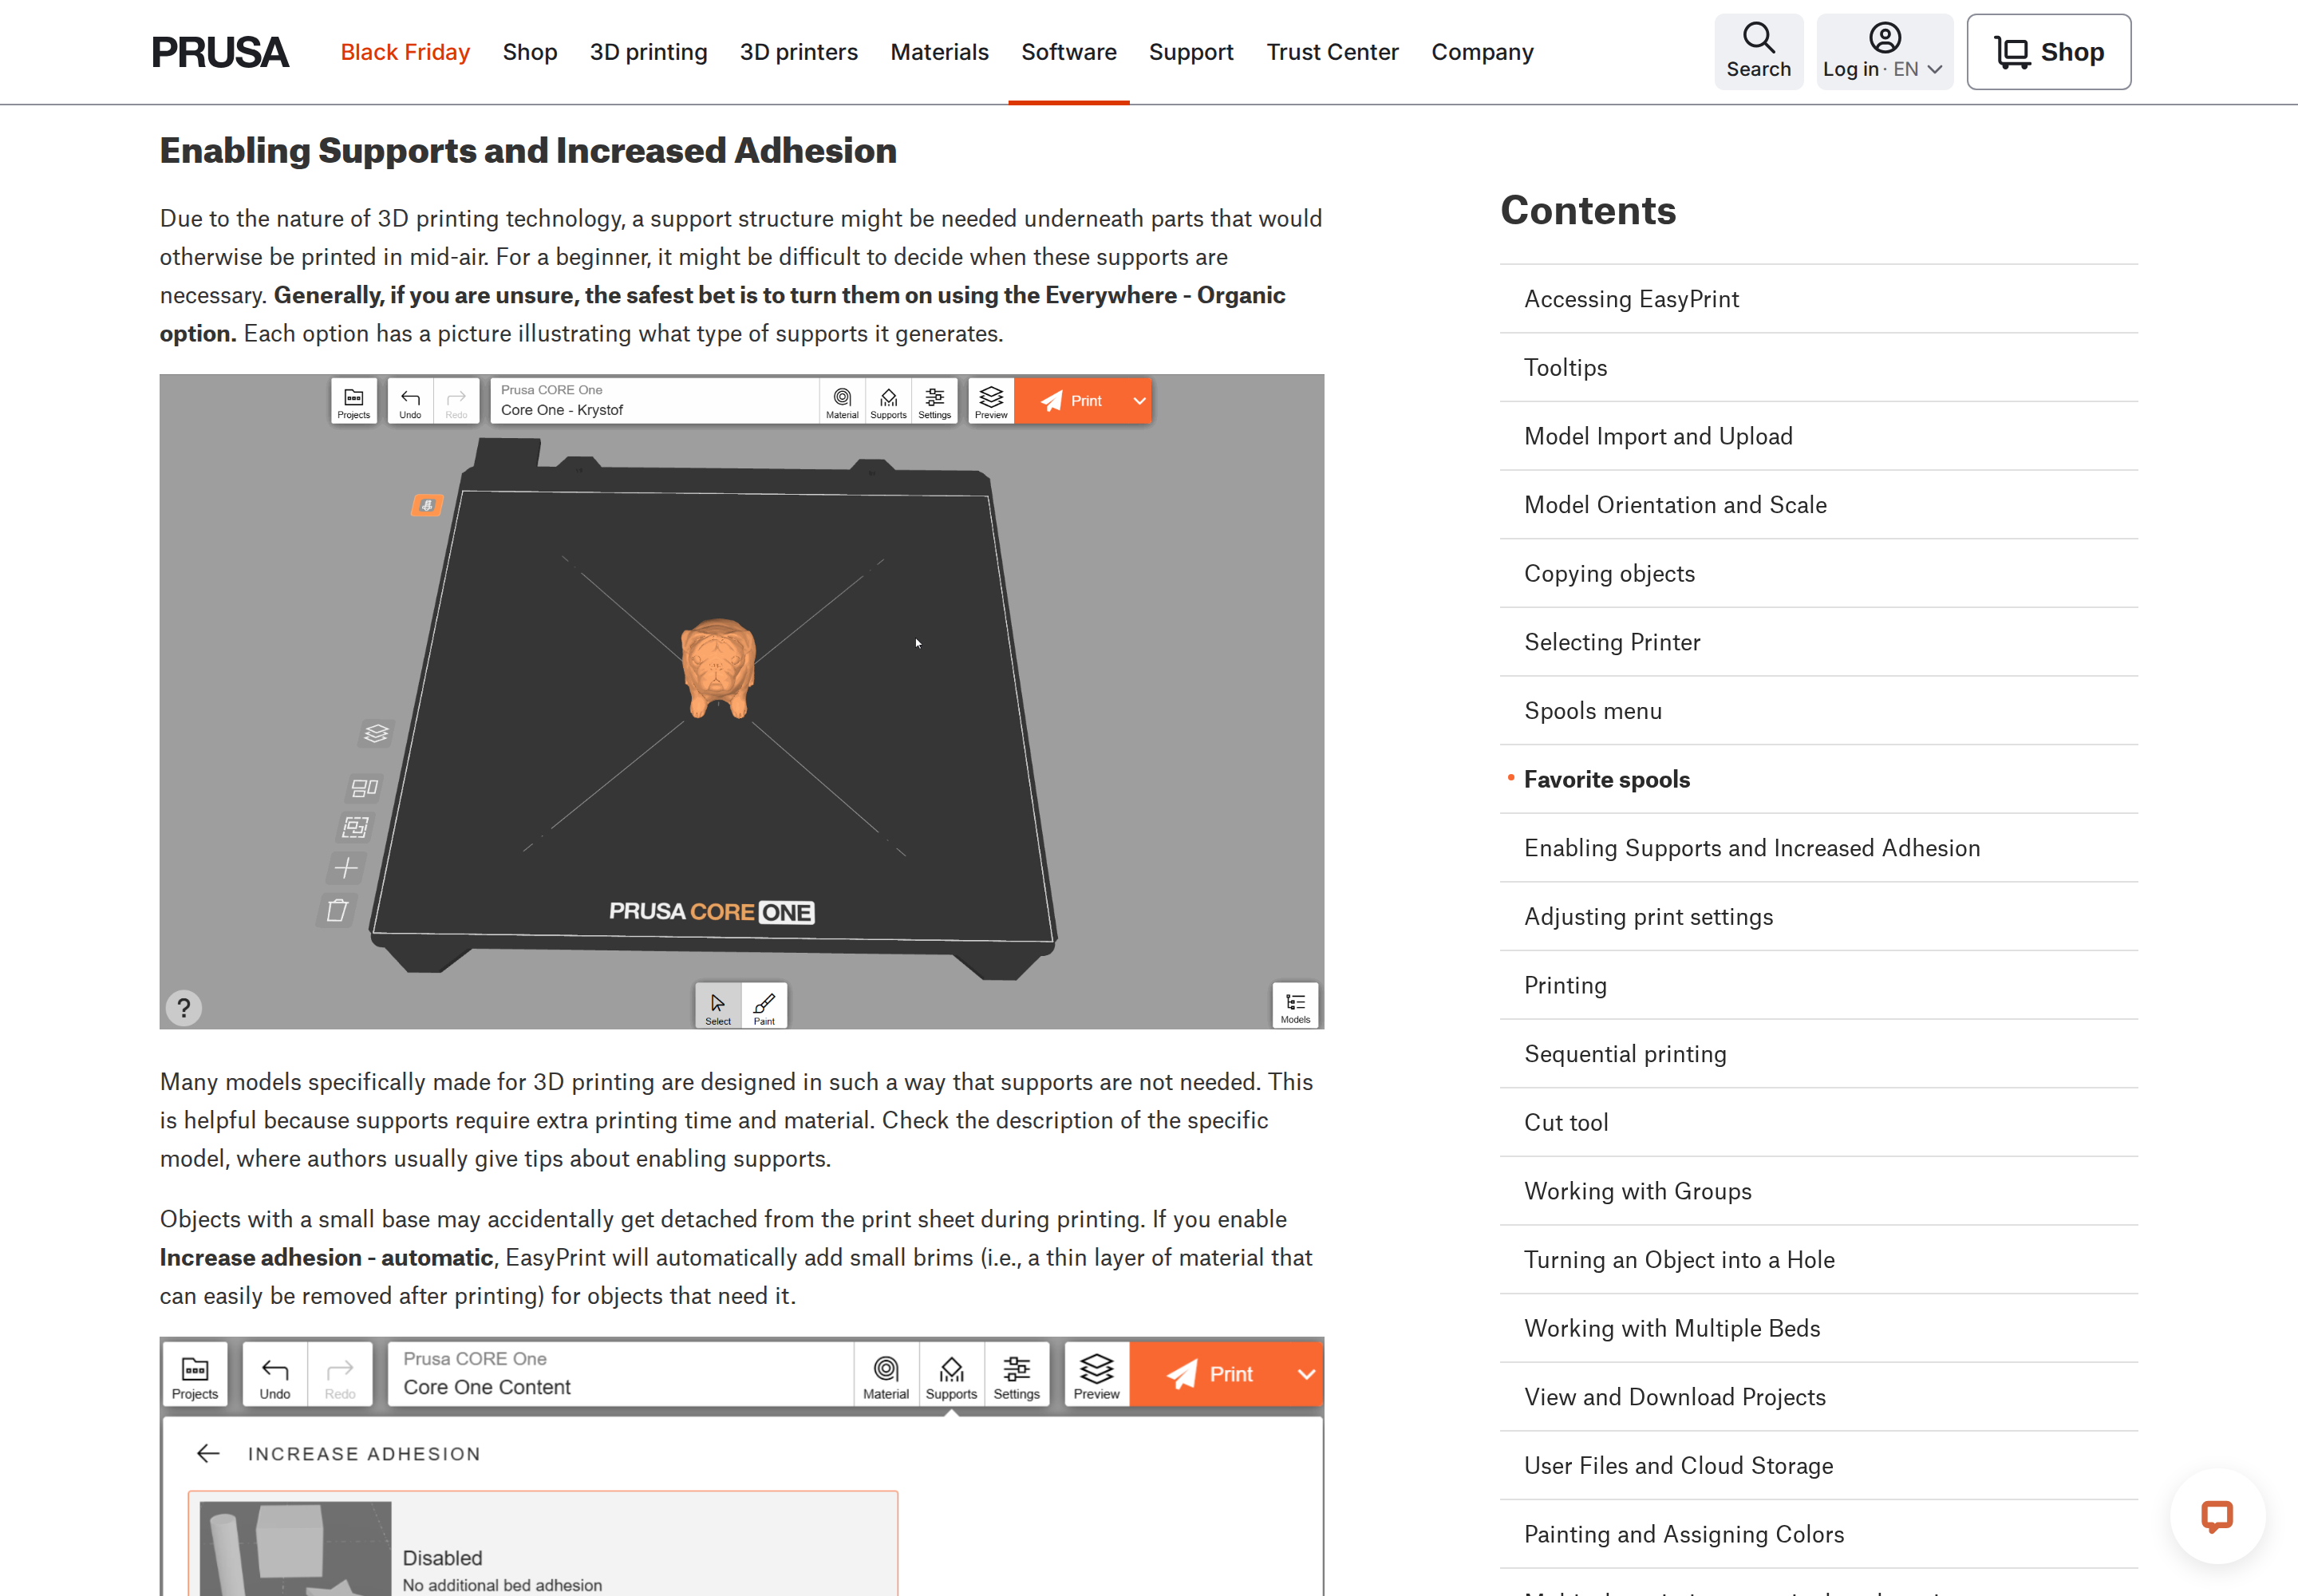 PRUSA
Black Friday
Shop
3D printing
3D printers
Materials
Software
Support
Trust Center
Company
Search
Log in · EN
Shop
Enabling Supports and Increased Adhesion
Due to the nature of 3D printing technology, a support structure might be needed underneath parts that would
otherwise be printed in mid-air. For a beginner, it might be difficult to decide when these supports are
necessary. Generally, if you are unsure, the safest bet is to turn them on using the Everywhere - Organic
option. Each option has a picture illustrating what type of supports it generates.
Projects
Undo
Redo
Prusa CORE One
Core One - Krystof
Material
Supports
Settings
Preview
Print
PRUSA CORE ONE
?
Select
Paint
Models
Many models specifically made for 3D printing are designed in such a way that supports are not needed. This
is helpful because supports require extra printing time and material. Check the description of the specific
model, where authors usually give tips about enabling supports.
Objects with a small base may accidentally get detached from the print sheet during printing. If you enable
Increase adhesion - automatic, EasyPrint will automatically add small brims (i.e., a thin layer of material that
can easily be removed after printing) for objects that need it.
Projects
Undo
Redo
Prusa CORE One
Core One Content
Material
Supports
Settings
Preview
Print
INCREASE ADHESION
Disabled
No additional bed adhesion
Contents
Accessing EasyPrint
Tooltips
Model Import and Upload
Model Orientation and Scale
Copying objects
Selecting Printer
Spools menu
Favorite spools
Enabling Supports and Increased Adhesion
Adjusting print settings
Printing
Sequential printing
Cut tool
Working with Groups
Turning an Object into a Hole
Working with Multiple Beds
View and Download Projects
User Files and Cloud Storage
Painting and Assigning Colors